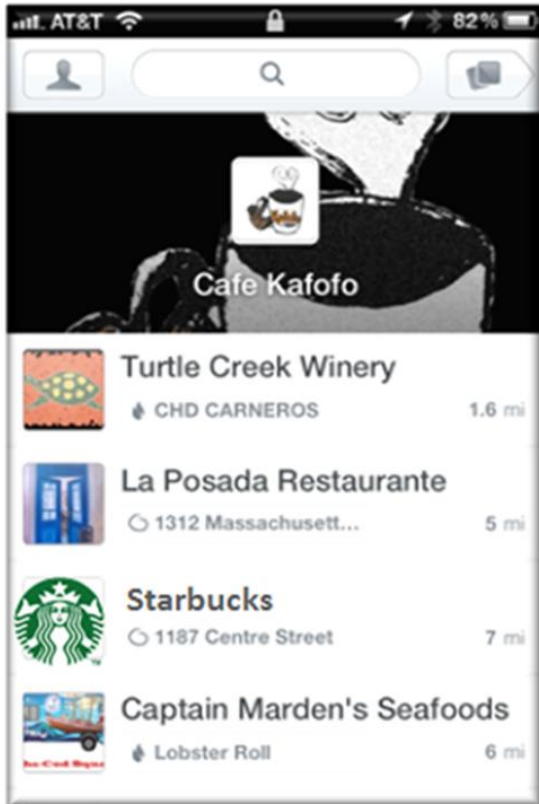 AT&T 82%
Cafe Kafofo
Turtle Creek Winery
CHD CARNEROS 1.6 mi
La Posada Restaurante
1312 Massachusett... 5 mi
Starbucks
1187 Centre Street 7 mi
TM
Captain Marden's Seafoods
Lobster Roll 6 mi